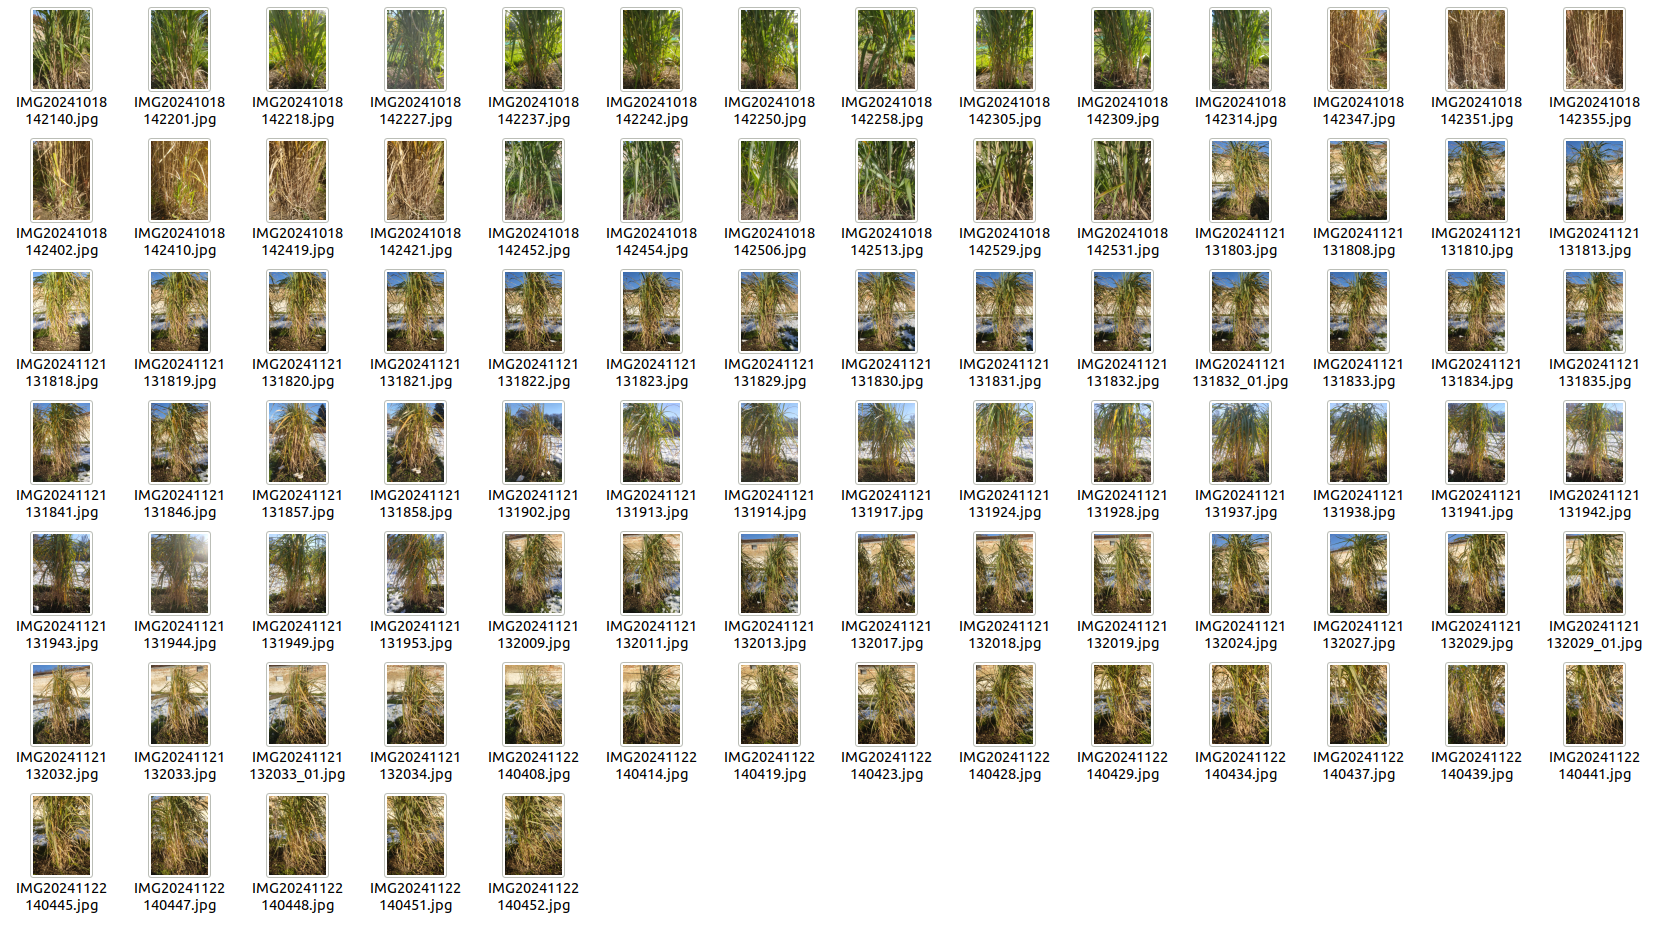 IMG20241018 IMG20241018 IMG20241018 IMG20241018 IMG20241018 IMG20241018 IMG20241018 IMG20241018 IMG20241018 IMG20241018 IMG20241018 IMG20241018 IMG20241018 IMG20241018
142140.jpg 142201.jpg 142218.jpg 142227.jpg 142237.jpg 142242.jpg 142250.jpg 142258.jpg 142305.jpg 142309.jpg 142314.jpg 142347.jpg 142351.jpg 142355.jpg
IMG20241018 IMG20241018 IMG20241018 IMG20241018 IMG20241018 IMG20241018 IMG20241018 IMG20241018 IMG20241018 IMG20241018 IMG20241121 IMG20241121 IMG20241121 IMG20241121
142402.jpg 142410.jpg 142419.jpg 142421.jpg 142452.jpg 142454.jpg 142506.jpg 142513.jpg 142529.jpg 142531.jpg 131803.jpg 131808.jpg 131810.jpg 131813.jpg
IMG20241121 IMG20241121 IMG20241121 IMG20241121 IMG20241121 IMG20241121 IMG20241121 IMG20241121 IMG20241121 IMG20241121 IMG20241121 IMG20241121 IMG20241121 IMG20241121
131818.jpg 131819.jpg 131820.jpg 131821.jpg 131822.jpg 131823.jpg 131829.jpg 131830.jpg 131831.jpg 131832.jpg 131832_01.jpg 131833.jpg 131834.jpg 131835.jpg
IMG20241121 IMG20241121 IMG20241121 IMG20241121 IMG20241121 IMG20241121 IMG20241121 IMG20241121 IMG20241121 IMG20241121 IMG20241121 IMG20241121 IMG20241121 IMG20241121
131841.jpg 131846.jpg 131857.jpg 131858.jpg 131902.jpg 131913.jpg 131914.jpg 131917.jpg 131924.jpg 131928.jpg 131937.jpg 131938.jpg 131941.jpg 131942.jpg
IMG20241121 IMG20241121 IMG20241121 IMG20241121 IMG20241121 IMG20241121 IMG20241121 IMG20241121 IMG20241121 IMG20241121 IMG20241121 IMG20241121 IMG20241121 IMG20241121
131943.jpg 131944.jpg 131949.jpg 131953.jpg 132009.jpg 132011.jpg 132013.jpg 132017.jpg 132018.jpg 132019.jpg 132024.jpg 132027.jpg 132029.jpg 132029_01.jpg
IMG20241121 IMG20241121 IMG20241121 IMG20241121 IMG20241122 IMG20241122 IMG20241122 IMG20241122 IMG20241122 IMG20241122 IMG20241122 IMG20241122 IMG20241122 IMG20241122
132032.jpg 132033.jpg 132033_01.jpg 132034.jpg 140408.jpg 140414.jpg 140419.jpg 140423.jpg 140428.jpg 140429.jpg 140434.jpg 140437.jpg 140439.jpg 140441.jpg
IMG20241122 IMG20241122 IMG20241122 IMG20241122 IMG20241122
140445.jpg 140447.jpg 140448.jpg 140451.jpg 140452.jpg